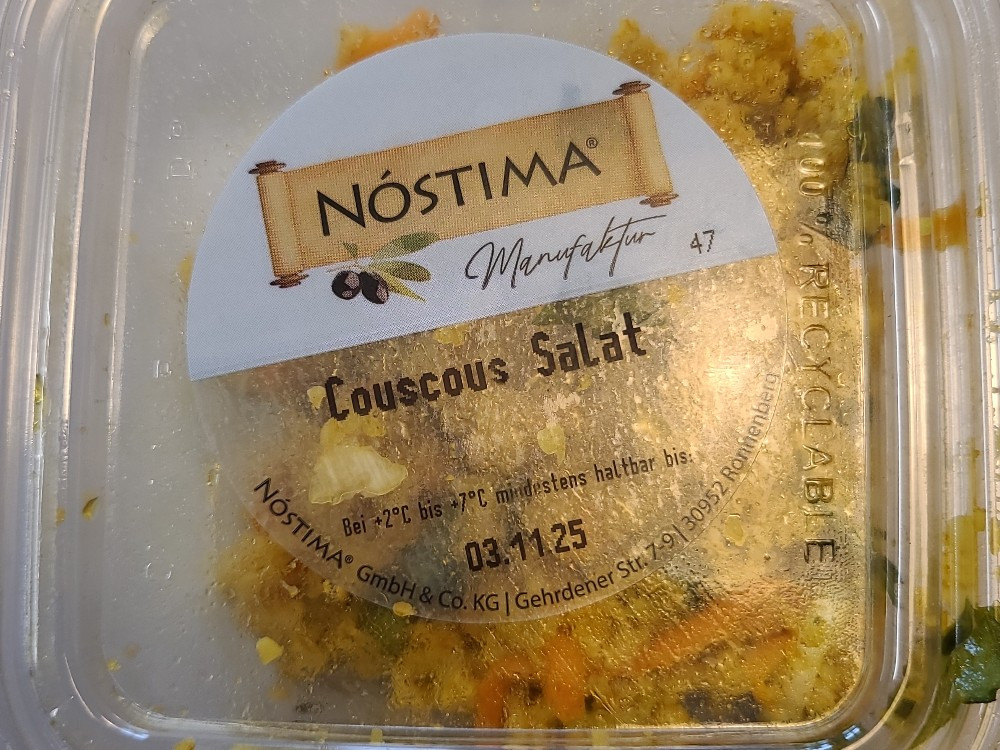 NÓSTIMA®
Manufaktur
47
Couscous Salat
Bei +2°C bis +7°C mindestens haltbar bis:
03.11.25
NÓSTIMA® GmbH & Co. KG | Gehrdener Str. 7-9 | 30952 Ronnenberg
100 % RECYCLABLE